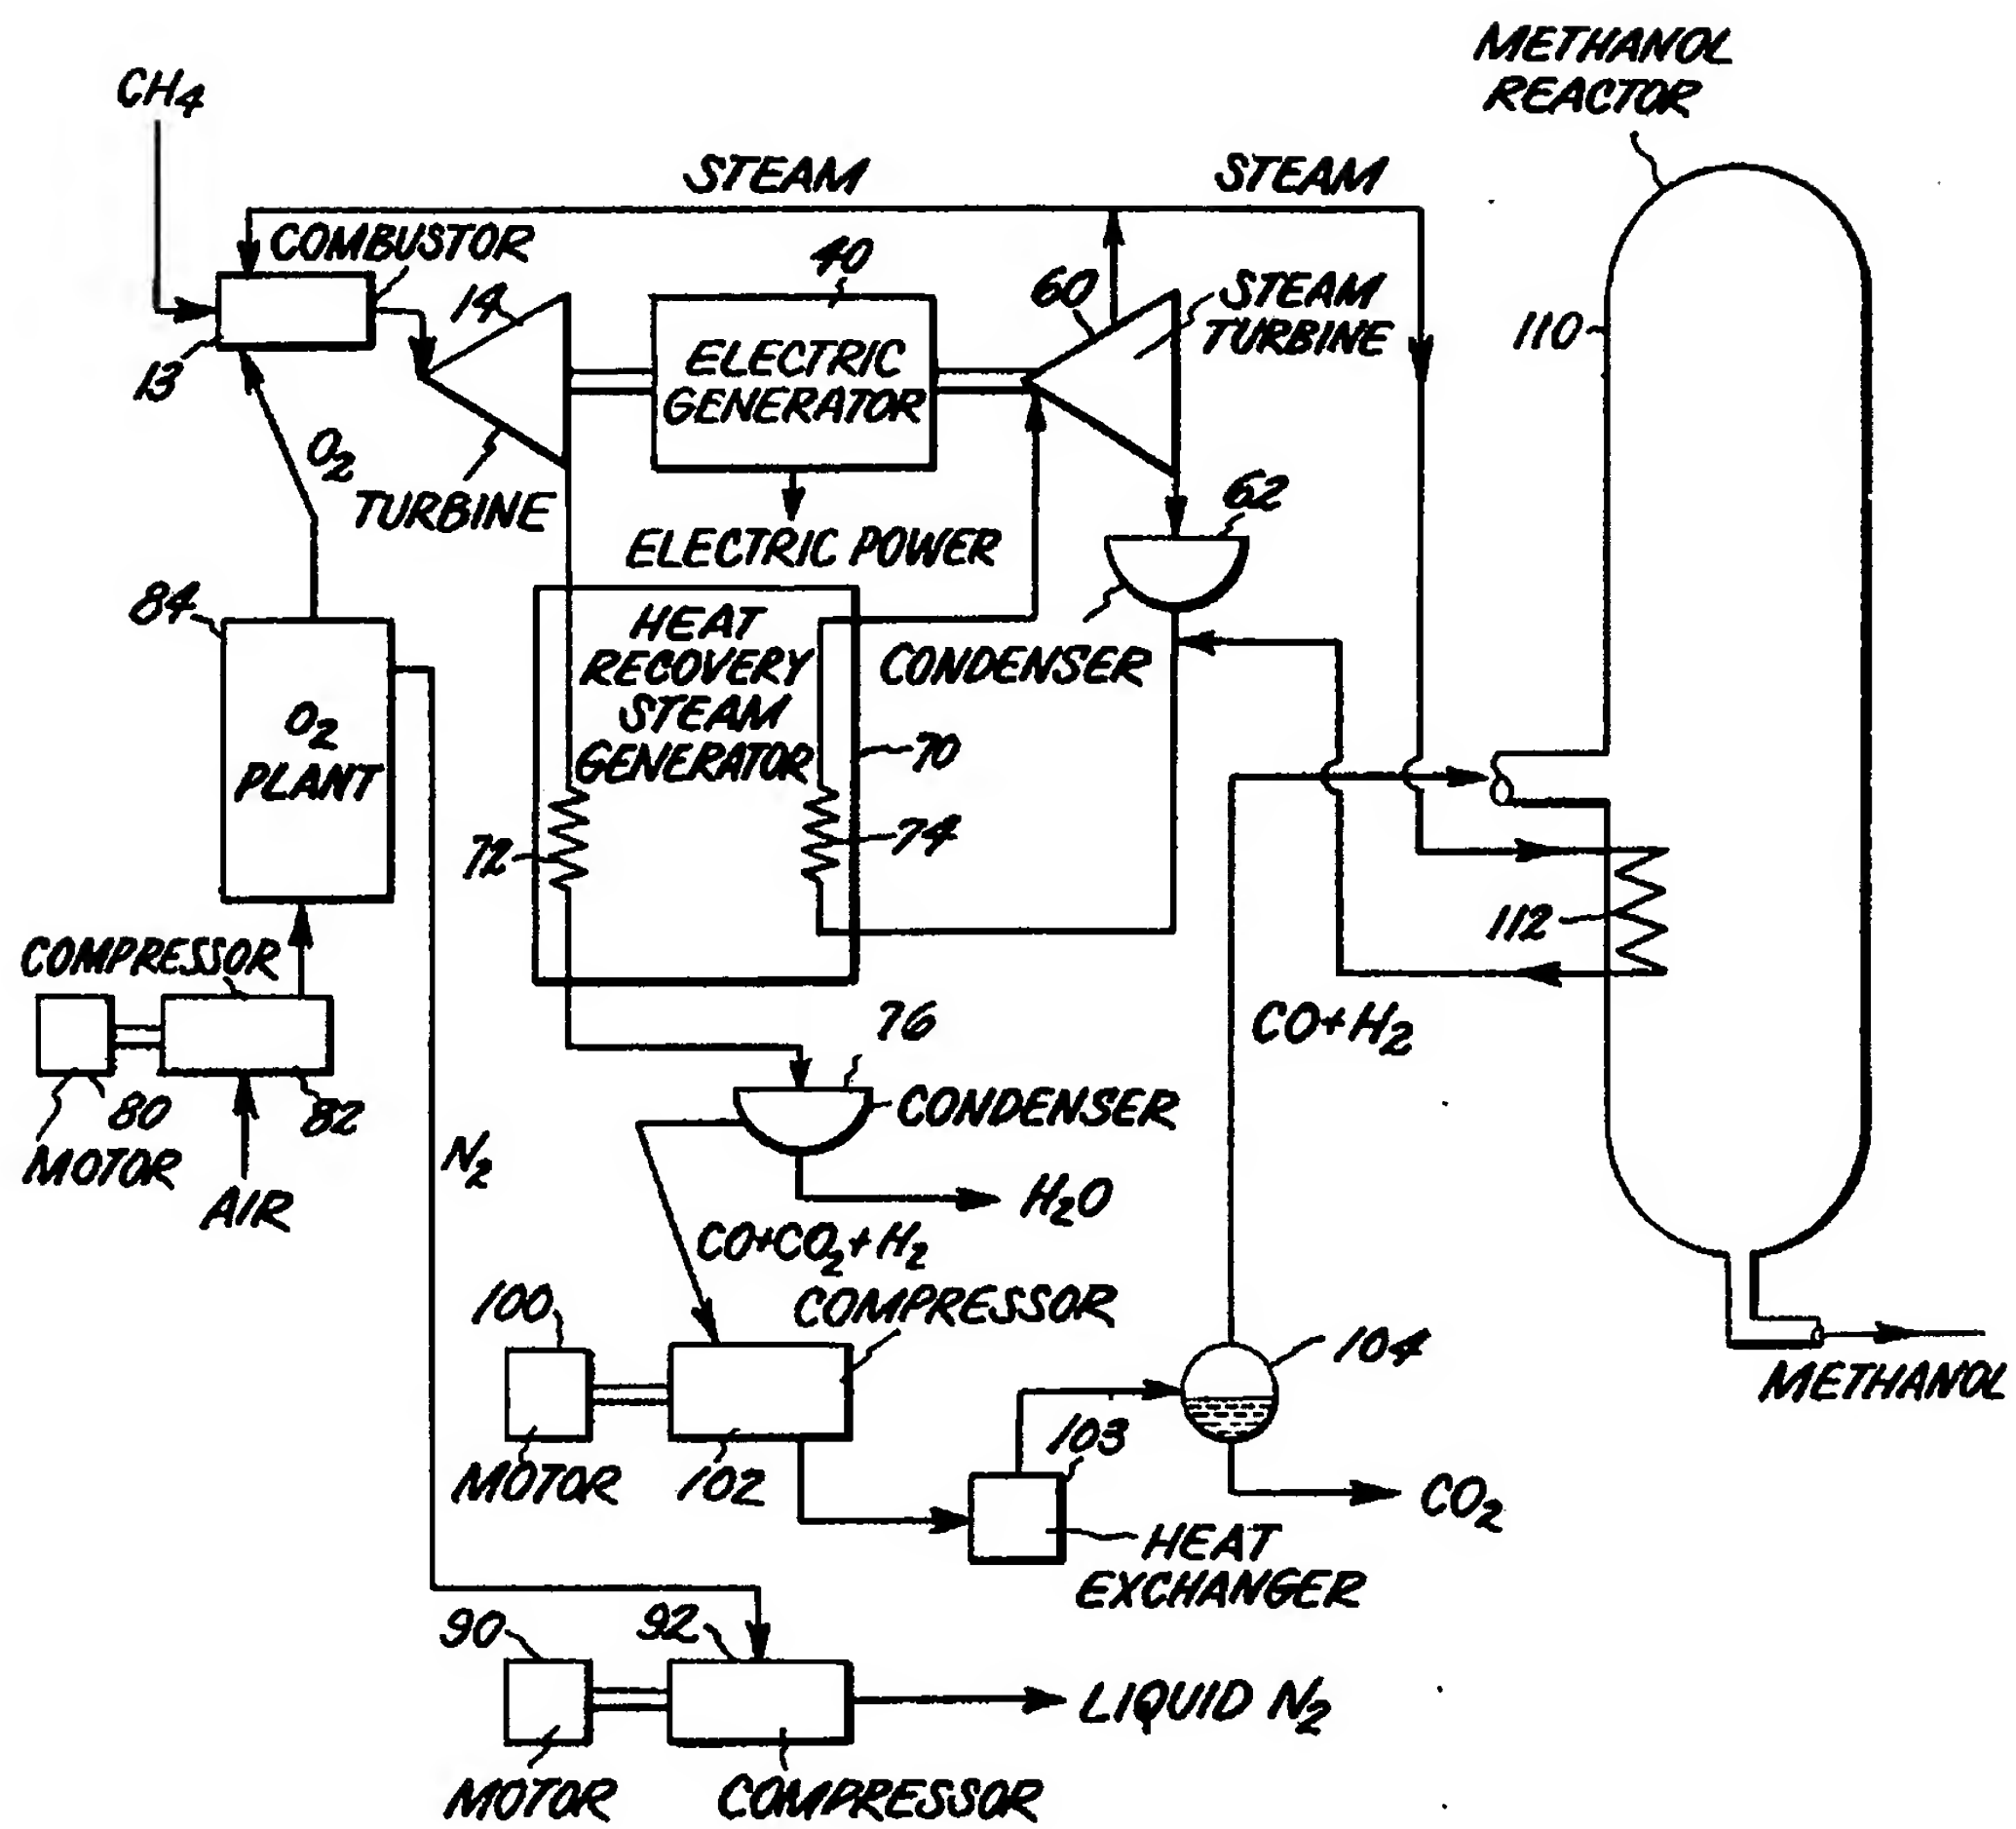 METHANOL
REACTOR
CH4
STEAM
STEAM
COMBUSTOR
40
14
60
STEAM
TURBINE
110
13
ELECTRIC
GENERATOR
O2
TURBINE
62
ELECTRIC POWER
84
HEAT
RECOVERY
STEAM
GENERATOR
CONDENSER
O2
PLANT
70
72
74
112
COMPRESSOR
76
CO+H2
80
82
CONDENSER
MOTOR
AIR
N2
H2O
CO+CO2+H2
100
COMPRESSOR
104
METHANOL
103
MOTOR
102
CO2
HEAT
EXCHANGER
90
92
LIQUID N2
MOTOR
COMPRESSOR